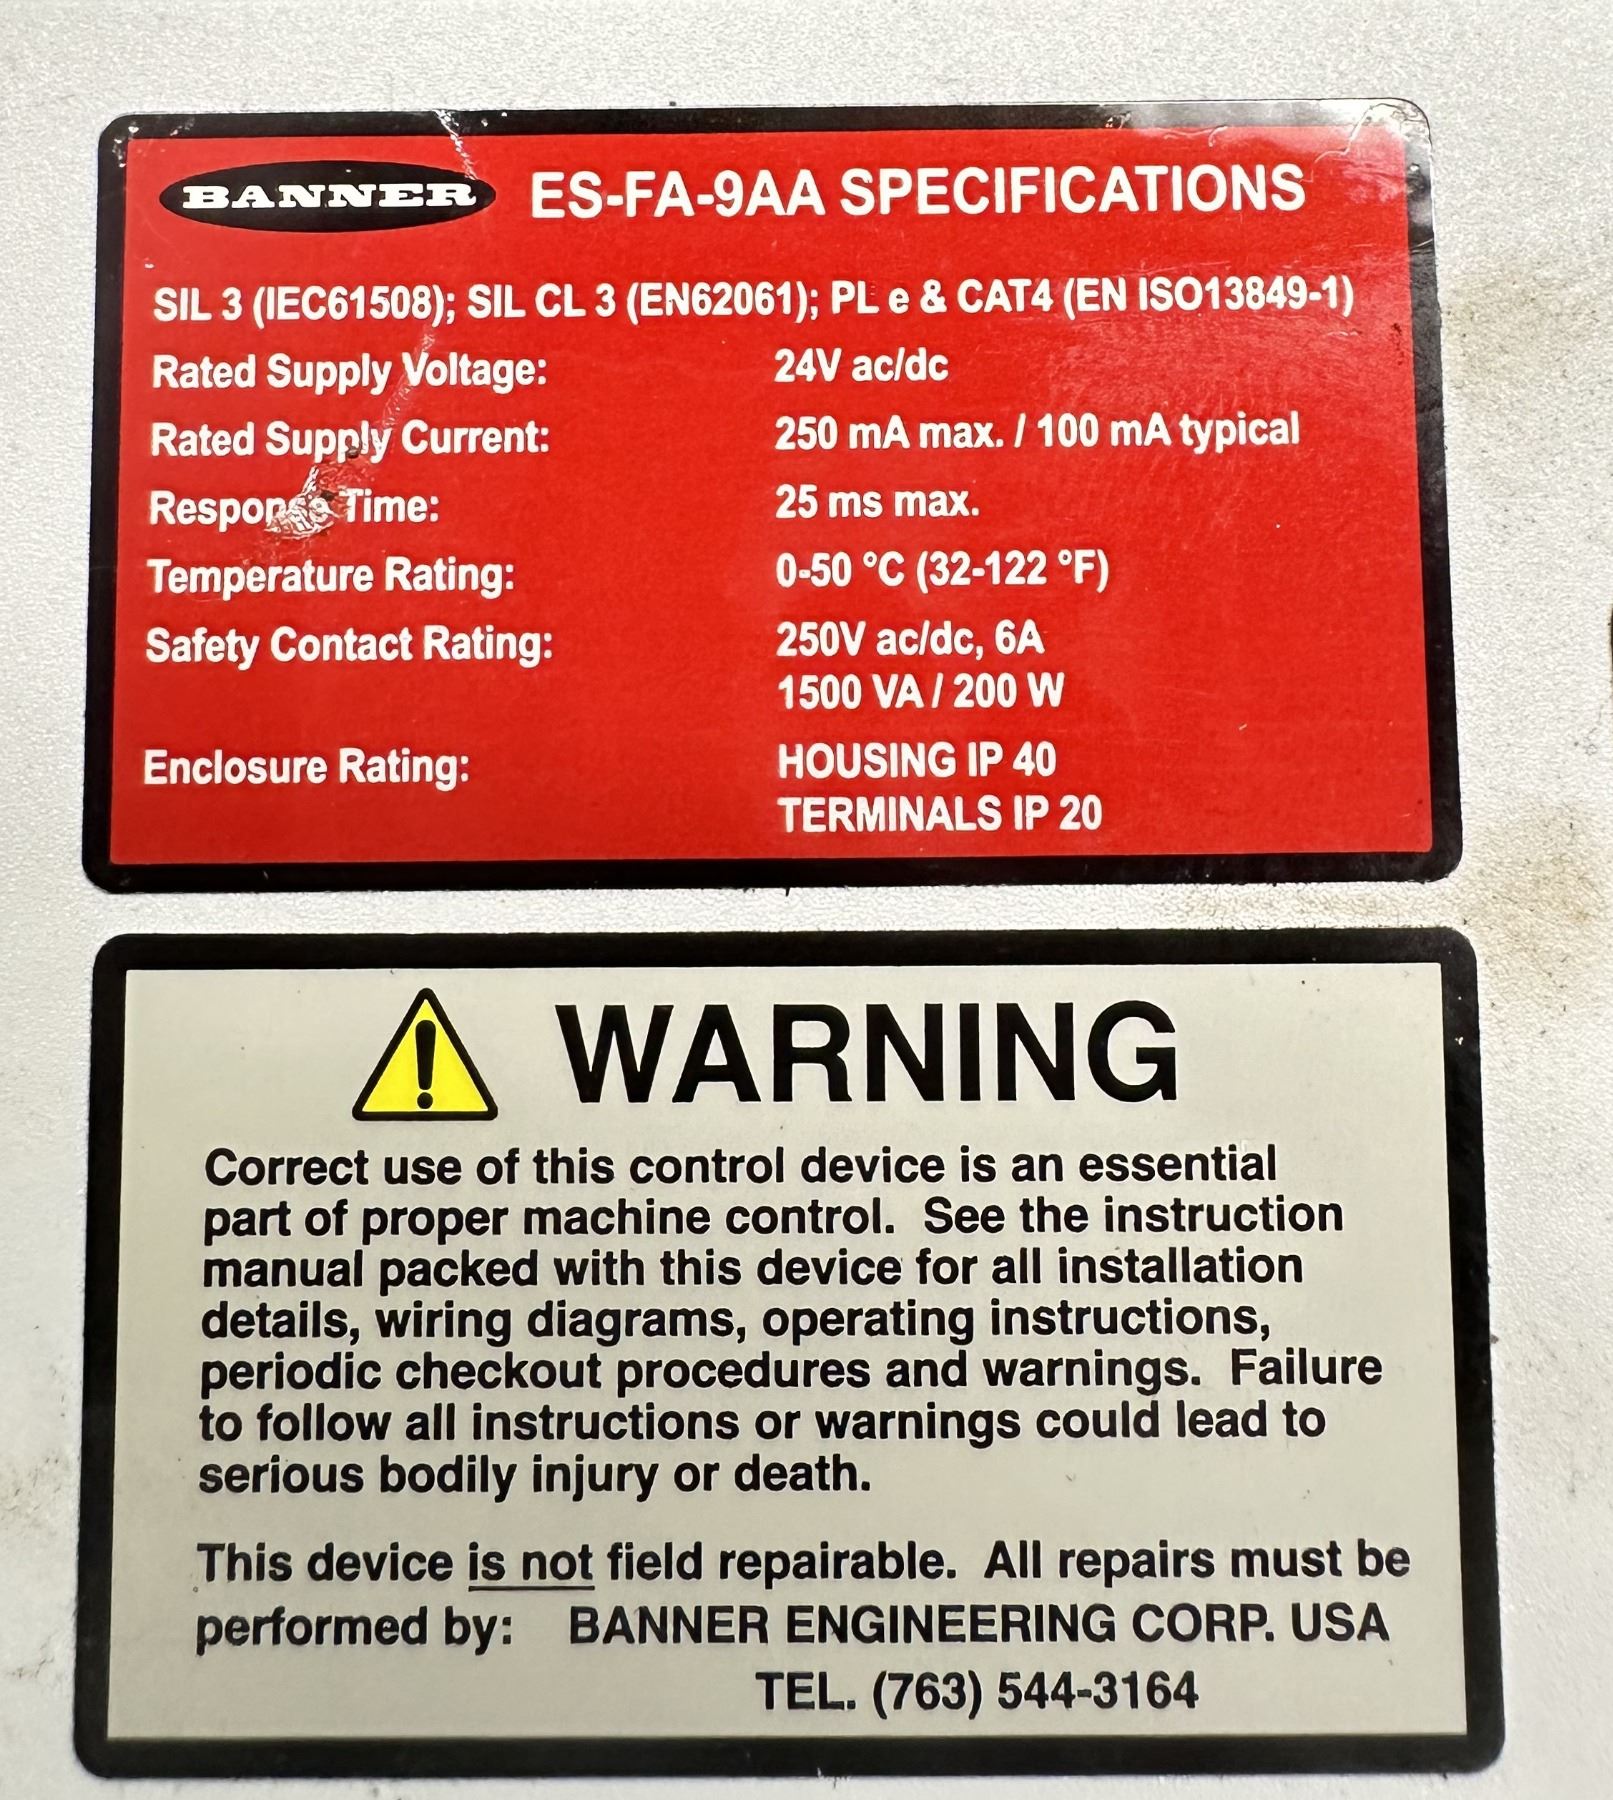 BANNER ES-FA-9AA SPECIFICATIONS
SIL 3 (IEC61508); SIL CL 3 (EN62061); PL e & CAT4 (EN ISO13849-1)
Rated Supply Voltage: 24V ac/dc
Rated Supply Current: 250 mA max. / 100 mA typical
Response Time: 25 ms max.
Temperature Rating: 0-50 °C (32-122 °F)
Safety Contact Rating: 250V ac/dc, 6A
1500 VA / 200 W
Enclosure Rating: HOUSING IP 40
TERMINALS IP 20
WARNING
Correct use of this control device is an essential
part of proper machine control. See the instruction
manual packed with this device for all installation
details, wiring diagrams, operating instructions,
periodic checkout procedures and warnings. Failure
to follow all instructions or warnings could lead to
serious bodily injury or death.
This device is not field repairable. All repairs must be
performed by: BANNER ENGINEERING CORP. USA
TEL. (763) 544-3164